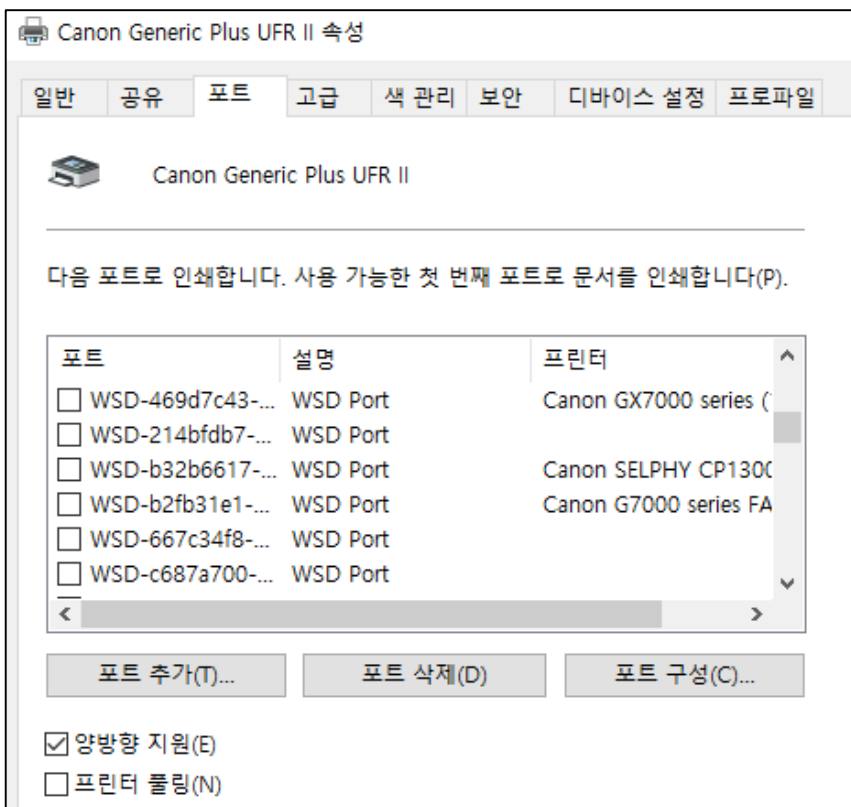 Canon Generic Plus UFR II 속성
일반 공유 포트 고급 색 관리 보안 디바이스 설정 프로파일
Canon Generic Plus UFR II
다음 포트로 인쇄합니다. 사용 가능한 첫 번째 포트로 문서를 인쇄합니다(P).
포트 설명 프린터
WSD-469d7c43-... WSD Port Canon GX7000 series (
WSD-214bfdb7-... WSD Port
WSD-b32b6617-... WSD Port Canon SELPHY CP1300
WSD-b2fb31e1-... WSD Port Canon G7000 series FA
WSD-667c34f8-... WSD Port
WSD-c687a700-... WSD Port
포트 추가(T)... 포트 삭제(D) 포트 구성(C)...
양방향 지원(E)
프린터 풀링(N)